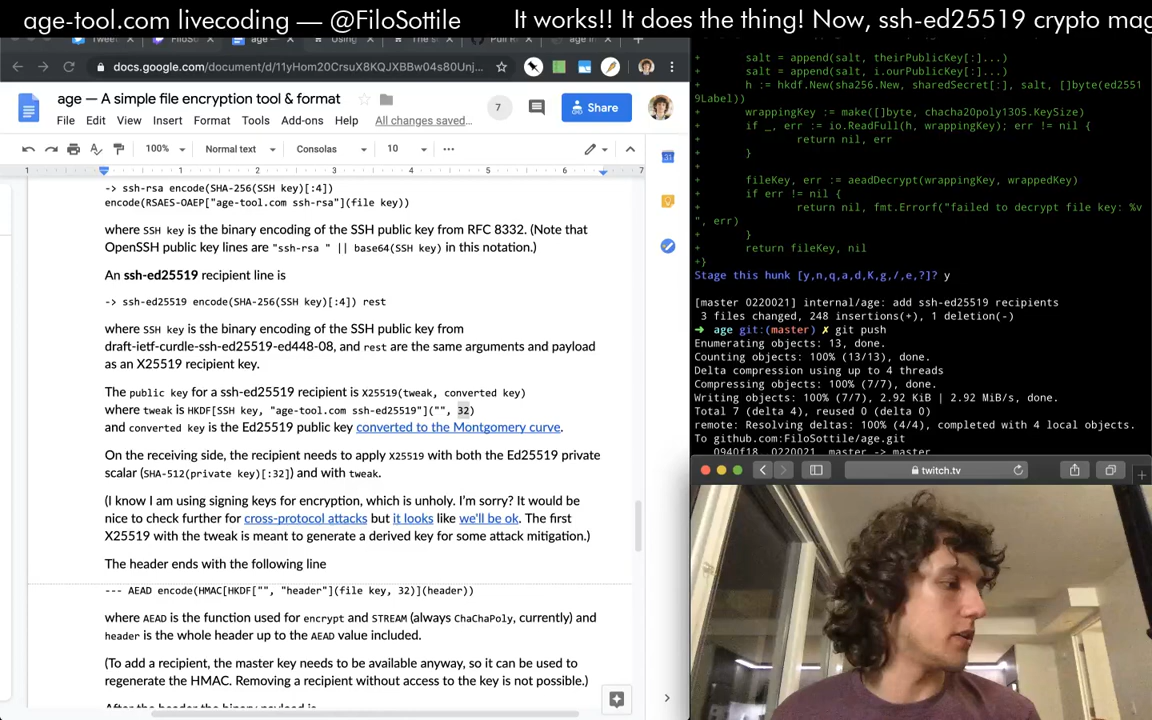 age-tool.com livecoding — @FiloSottile
It works!! It does the thing! Now, ssh-ed25519 crypto mag
docs.google.com/document/d/11yHom20CrsuX8KQJXBBw04s80Unj...
age — A simple file encryption tool & format
7
Share
File Edit View Insert Format Tools Add-ons Help All changes saved...
100% Normal text Consolas 10
1 1 2 3 4 5 6 7
-> ssh-rsa encode(SHA-256(SSH key)[:4])
encode(RSAES-OAEP["age-tool.com ssh-rsa"](file key))
where SSH key is the binary encoding of the SSH public key from RFC 8332. (Note that
OpenSSH public key lines are "ssh-rsa " || base64(SSH key) in this notation.)
An ssh-ed25519 recipient line is
-> ssh-ed25519 encode(SHA-256(SSH key)[:4]) rest
where SSH key is the binary encoding of the SSH public key from
draft-ietf-curdle-ssh-ed25519-ed448-08, and rest are the same arguments and payload
as an X25519 recipient key.
The public key for a ssh-ed25519 recipient is X25519(tweak, converted key)
where tweak is HKDF[SSH key, "age-tool.com ssh-ed25519"]("", 32)
and converted key is the Ed25519 public key converted to the Montgomery curve.
On the receiving side, the recipient needs to apply X25519 with both the Ed25519 private
scalar (SHA-512(private key)[:32]) and with tweak.
(I know I am using signing keys for encryption, which is unholy. I'm sorry? It would be
nice to check further for cross-protocol attacks but it looks like we'll be ok. The first
X25519 with the tweak is meant to generate a derived key for some attack mitigation.)
The header ends with the following line
--- AEAD encode(HMAC[HKDF["", "header"](file key, 32)](header))
where AEAD is the function used for encrypt and STREAM (always ChaChaPoly, currently) and
header is the whole header up to the AEAD value included.
(To add a recipient, the master key needs to be available anyway, so it can be used to
regenerate the HMAC. Removing a recipient without access to the key is not possible.)
After the header the binary payload is
+ salt = append(salt, theirPublicKey[:]...)
+ salt = append(salt, i.ourPublicKey[:]...)
+ h := hkdf.New(sha256.New, sharedSecret[:], salt, []byte(ed2551
9Label))
+ wrappingKey := make([]byte, chacha20poly1305.KeySize)
+ if _, err := io.ReadFull(h, wrappingKey); err != nil {
+ return nil, err
+ }
+
+ fileKey, err := aeadDecrypt(wrappingKey, wrappedKey)
+ if err != nil {
+ return nil, fmt.Errorf("failed to decrypt file key: %v
", err)
+ }
+ return fileKey, nil
+}
Stage this hunk [y,n,q,a,d,K,g,/,e,?]? y
[master 0220021] internal/age: add ssh-ed25519 recipients
3 files changed, 248 insertions(+), 1 deletion(-)
➜ age git:(master) ✗ git push
Enumerating objects: 13, done.
Counting objects: 100% (13/13), done.
Delta compression using up to 4 threads
Compressing objects: 100% (7/7), done.
Writing objects: 100% (7/7), 2.92 KiB | 2.92 MiB/s, done.
Total 7 (delta 4), reused 0 (delta 0)
remote: Resolving deltas: 100% (4/4), completed with 4 local objects.
To github.com:FiloSottile/age.git
0940f18..0220021 master -> master
twitch.tv